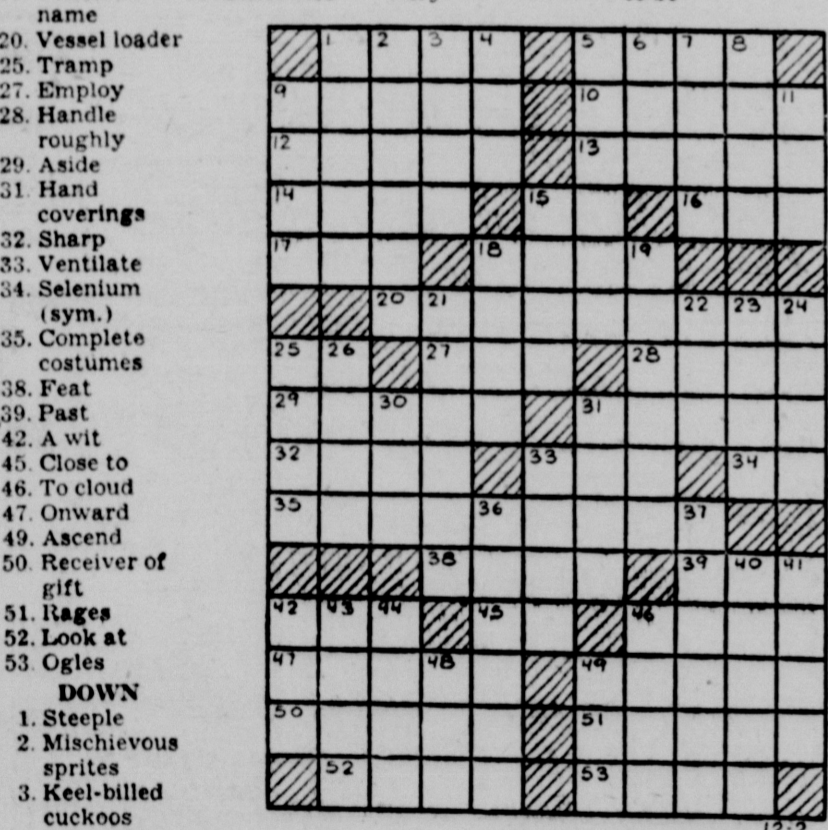 name
20. Vessel loader
25. Tramp
27. Employ
28. Handle
roughly
29. Aside
31. Hand
coverings
32. Sharp
33. Ventilate
34. Selenium
(sym.)
35. Complete
costumes
38. Feat
39. Past
42. A wit
45. Close to
46. To cloud
47. Onward
49. Ascend
50. Receiver of
gift
51. Rages
52. Look at
53. Ogles
DOWN
1. Steeple
2. Mischievous
sprites
3. Keel-billed
cuckoos
1 2 3 4 5 6 7 8
9 10 11
12 13
14 15 16
17 18 19
20 21 22 23 24
25 26 27 28
29 30 31
32 33 34
35 36 37
38 39 40 41
42 43 44 45 46
47 48 49
50 51
52 53
12-2